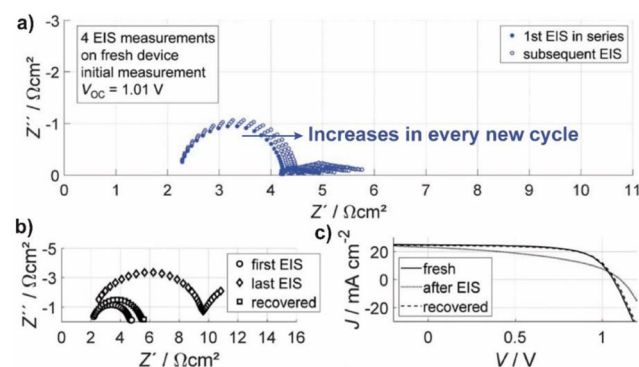 a)
-3
-2
-1
0
Z´´ / Ωcm²
4 EIS measurements
on fresh device
initial measurement
VOC = 1.01 V
1st EIS in series
subsequent EIS
Increases in every new cycle
0 1 2 3 4 5 6 7 8 9 10 11
Z´ / Ωcm²
b)
-5
-3
-1
Z´´ / Ωcm²
first EIS
last EIS
recovered
0 2 4 6 8 10 12 14 16
Z´ / Ωcm²
c)
20
0
-20
J / mA cm-2
fresh
after EIS
recovered
0 0.5 1
V / V